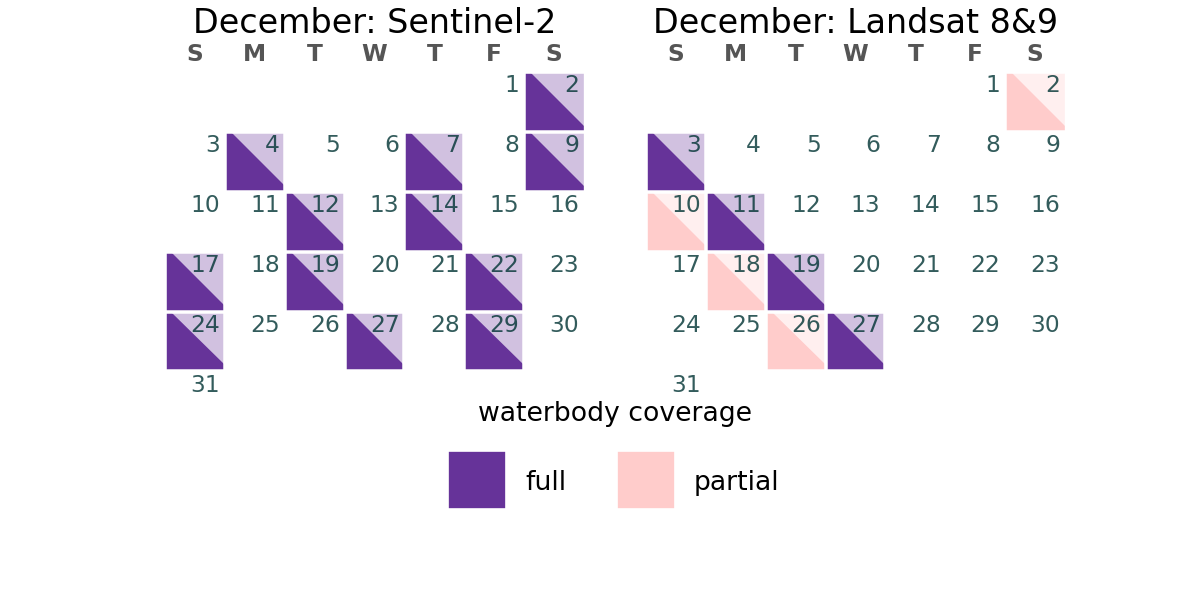 December: Sentinel-2
S M T W T F S
1 2
3 4 5 6 7 8 9
10 11 12 13 14 15 16
17 18 19 20 21 22 23
24 25 26 27 28 29 30
31
December: Landsat 8&9
S M T W T F S
1 2
3 4 5 6 7 8 9
10 11 12 13 14 15 16
17 18 19 20 21 22 23
24 25 26 27 28 29 30
31
waterbody coverage
full partial